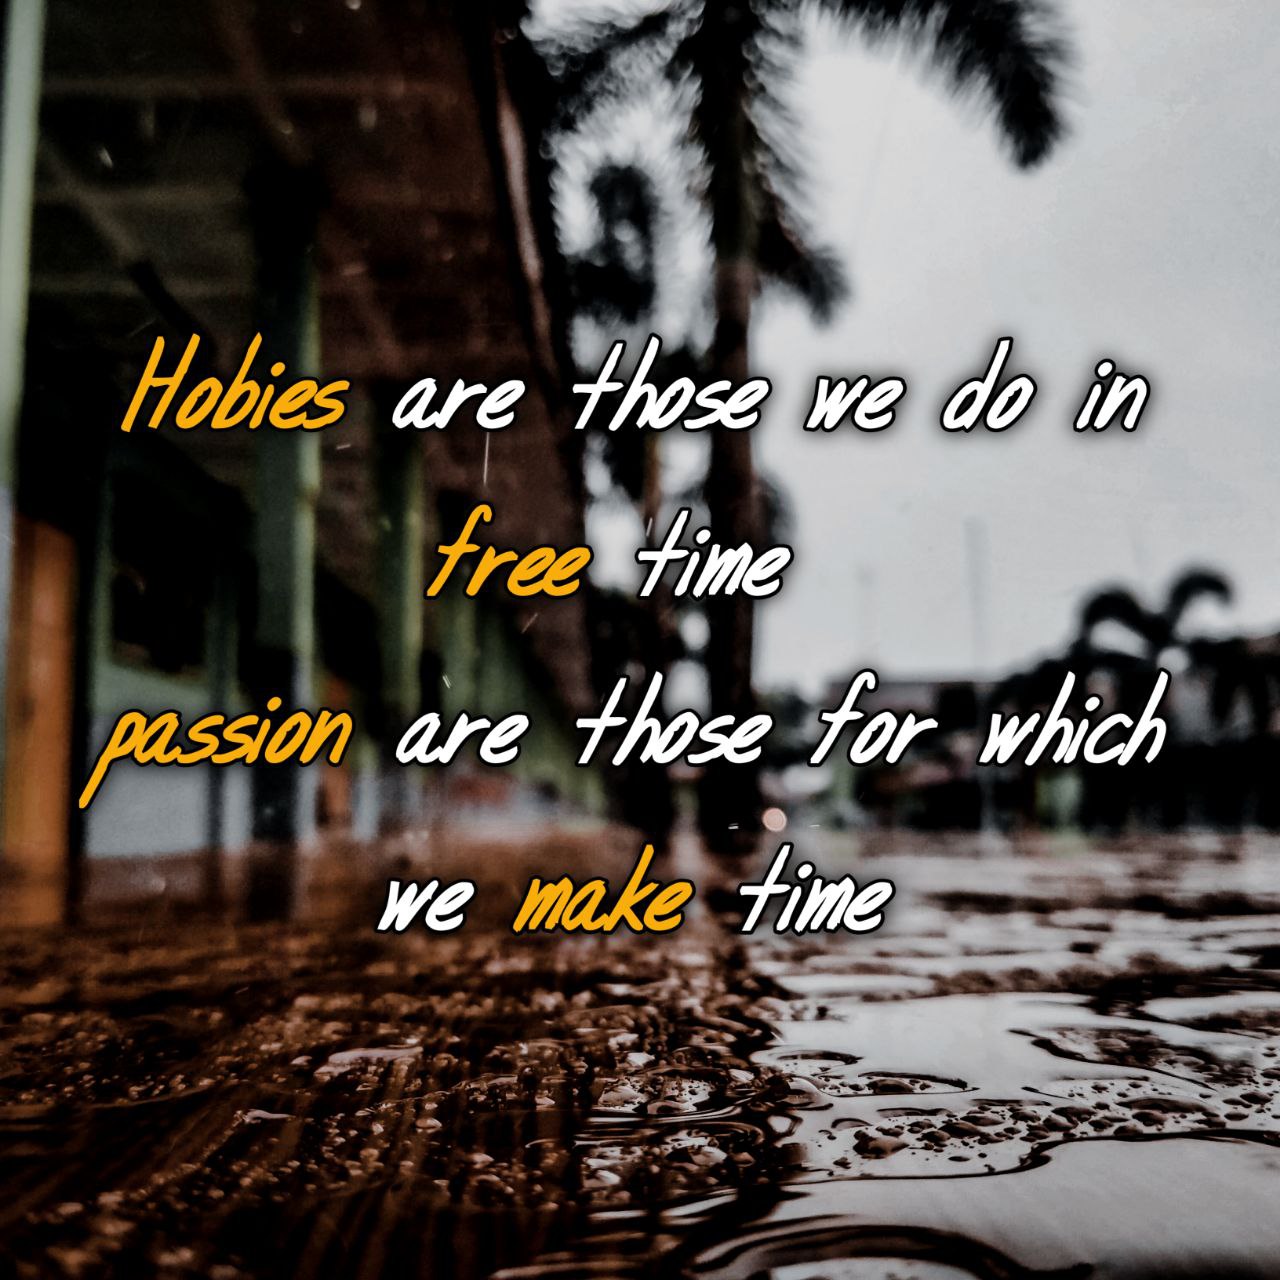 Hobies are those we do in
free time
passion are those for which
we make time